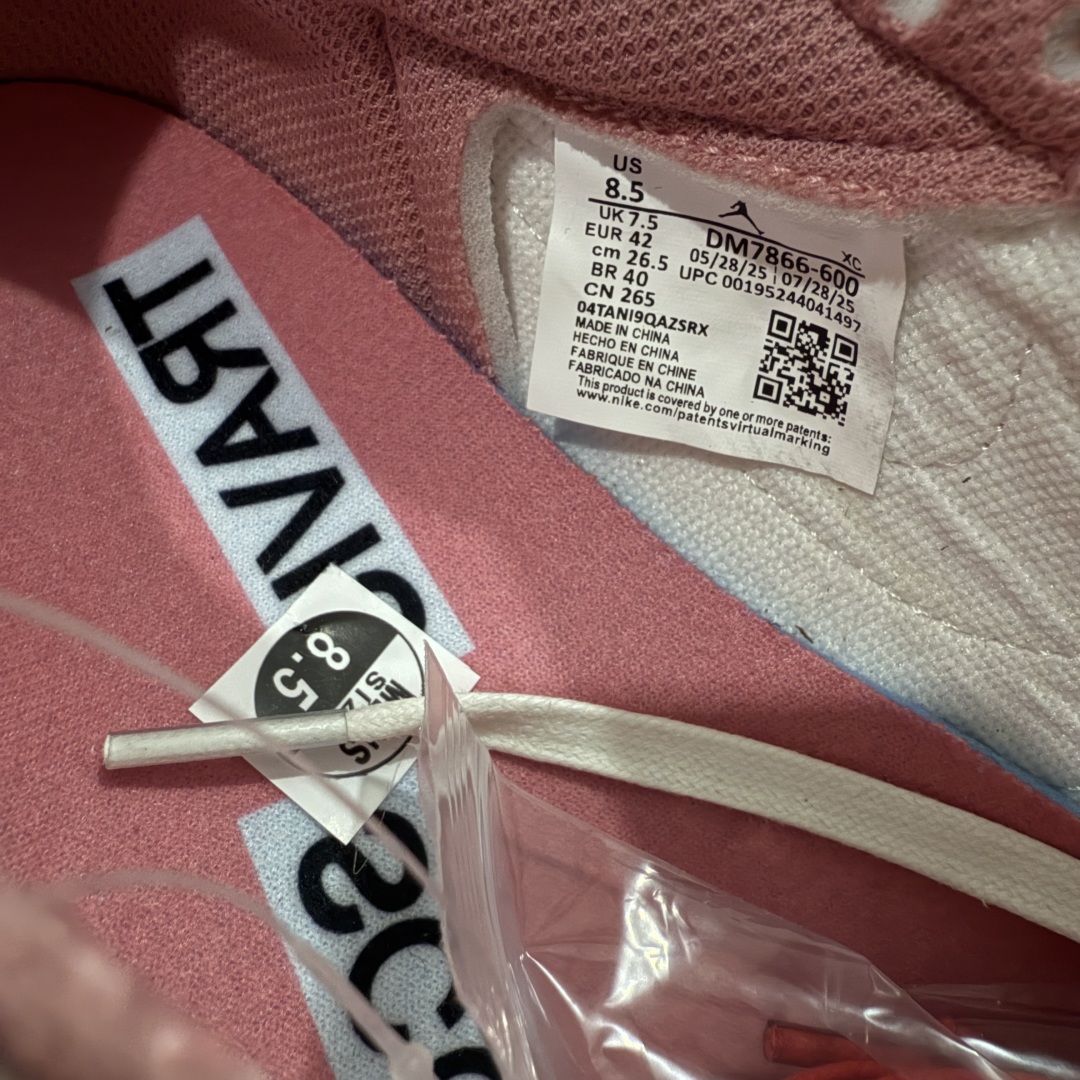 US
8.5
UK 7.5
EUR 42
cm 26.5
BR 40
CN 265
XC
DM7866-600
05/28/25 07/28/25
UPC 00195244041497
04TANI9QAZSRX
MADE IN CHINA
HECHO EN CHINA
FABRIQUE EN CHINE
FABRICADO NA CHINA
This product is covered by one or more patents:
www.nike.com/patentsvirtualmarking
8.5